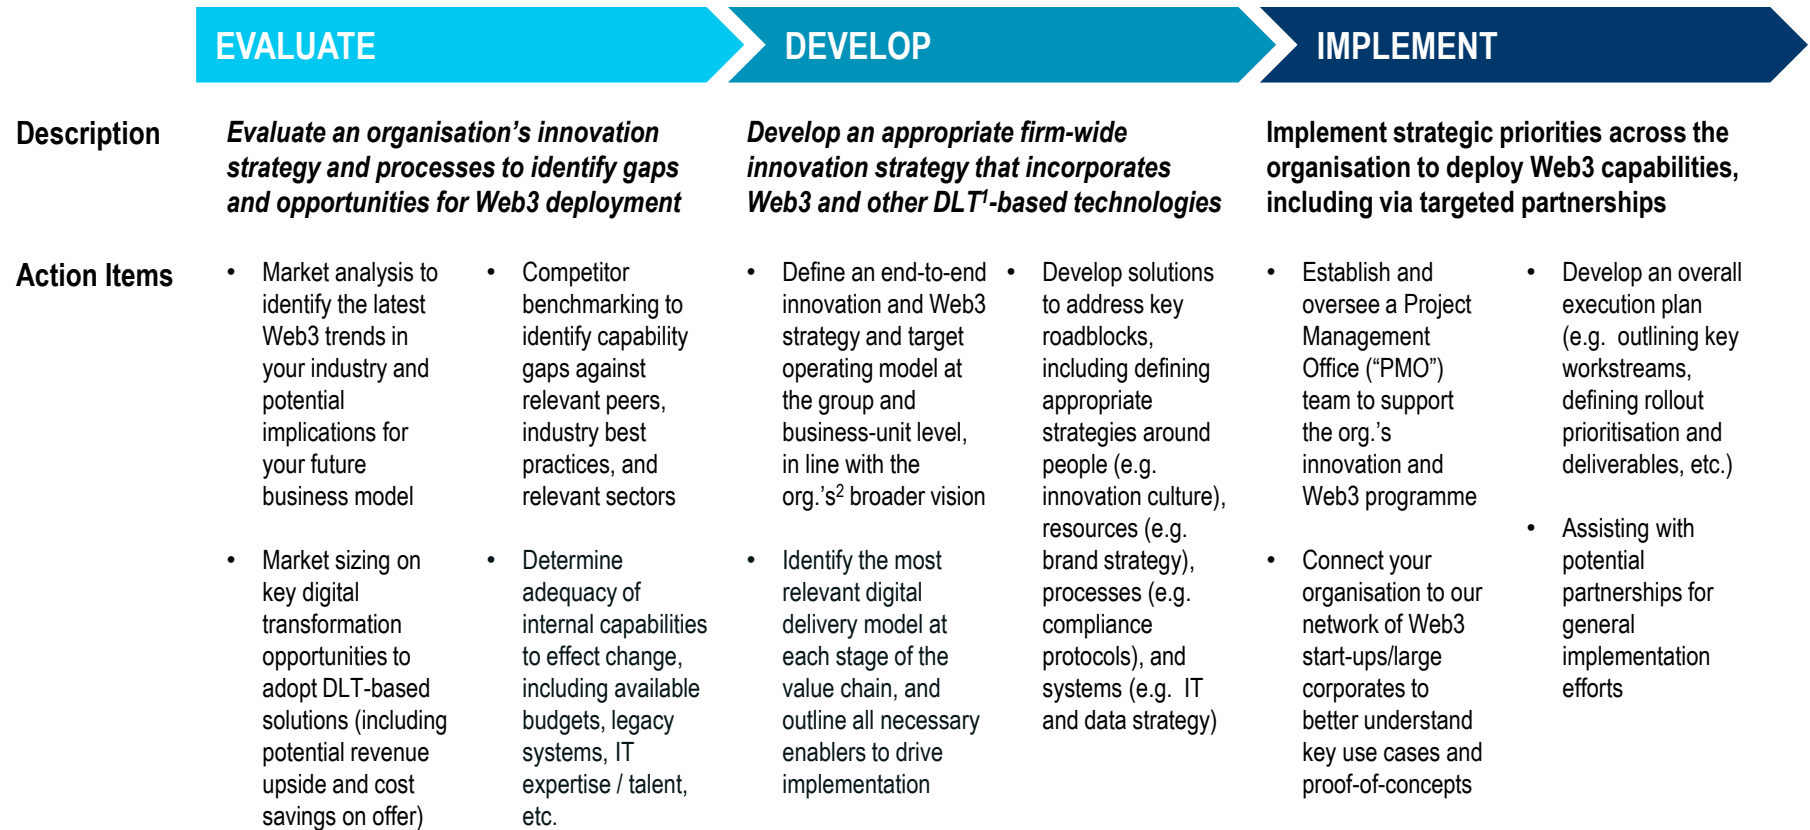 EVALUATE
DEVELOP
IMPLEMENT
Description
Evaluate an organisation’s innovation
strategy and processes to identify gaps
and opportunities for Web3 deployment
Develop an appropriate firm-wide
innovation strategy that incorporates
Web3 and other DLT¹-based technologies
Implement strategic priorities across the
organisation to deploy Web3 capabilities,
including via targeted partnerships
Action Items
• Market analysis to
identify the latest
Web3 trends in
your industry and
potential
implications for
your future
business model
• Market sizing on
key digital
transformation
opportunities to
adopt DLT-based
solutions (including
potential revenue
upside and cost
savings on offer)
• Competitor
benchmarking to
identify capability
gaps against
relevant peers,
industry best
practices, and
relevant sectors
• Determine
adequacy of
internal capabilities
to effect change,
including available
budgets, legacy
systems, IT
expertise / talent,
etc.
• Define an end-to-end
innovation and Web3
strategy and target
operating model at
the group and
business-unit level,
in line with the
org.’s² broader vision
• Identify the most
relevant digital
delivery model at
each stage of the
value chain, and
outline all necessary
enablers to drive
implementation
• Develop solutions
to address key
roadblocks,
including defining
appropriate
strategies around
people (e.g.
innovation culture),
resources (e.g.
brand strategy),
processes (e.g.
compliance
protocols), and
systems (e.g. IT
and data strategy)
• Establish and
oversee a Project
Management
Office (“PMO”)
team to support
the org.’s
innovation and
Web3 programme
• Connect your
organisation to our
network of Web3
start-ups/large
corporates to
better understand
key use cases and
proof-of-concepts
• Develop an overall
execution plan
(e.g. outlining key
workstreams,
defining rollout
prioritisation and
deliverables, etc.)
• Assisting with
potential
partnerships for
general
implementation
efforts